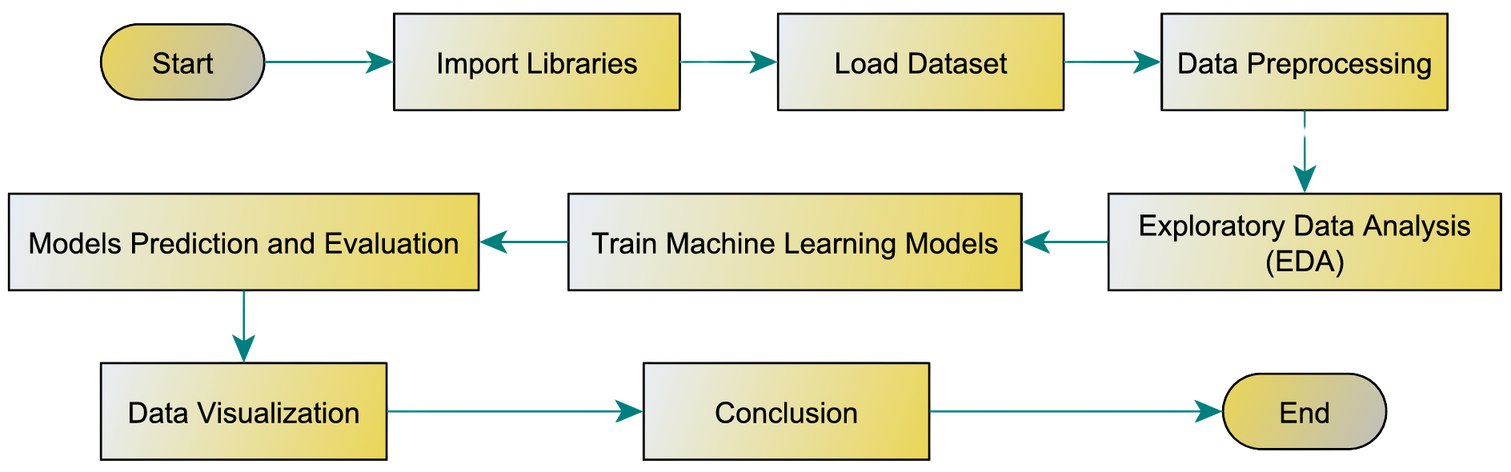 Start
Import Libraries
Load Dataset
Data Preprocessing
Exploratory Data Analysis
(EDA)
Train Machine Learning Models
Models Prediction and Evaluation
Data Visualization
Conclusion
End